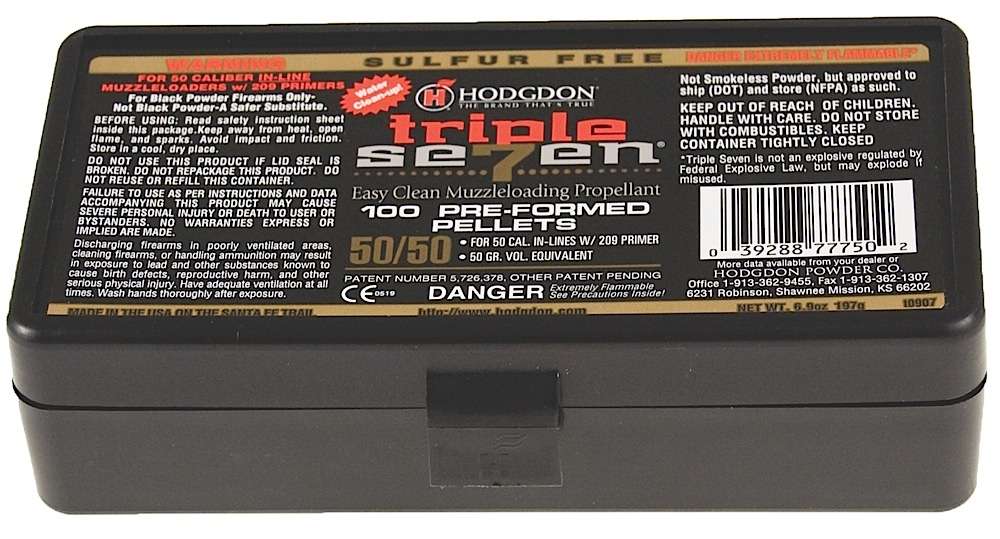 WARNING
FOR 50 CALIBER IN-LINE
MUZZLELOADERS W/ 209 PRIMERS
For Black Powder Firearms Only-
Not Black Powder-A Safer Substitute.
BEFORE USING: Read safety instruction sheet
inside this package.Keep away from heat, open
flame, and sparks. Avoid impact and friction.
Store in a cool, dry place.
DO NOT USE THIS PRODUCT IF LID SEAL IS
BROKEN. DO NOT REPACKAGE THIS PRODUCT. DO
NOT REUSE OR REFILL THIS CONTAINER.
FAILURE TO USE AS PER INSTRUCTIONS AND DATA
ACCOMPANYING THIS PRODUCT MAY CAUSE
SEVERE PERSONAL INJURY OR DEATH TO USER OR
BYSTANDERS. NO WARRANTIES EXPRESS OR
IMPLIED ARE MADE.
Discharging firearms in poorly ventilated areas,
cleaning firearms, or handling ammunition may result
in exposure to lead and other substances known to
cause birth defects, reproductive harm, and other
serious physical injury. Have adequate ventilation at all
times. Wash hands thoroughly after exposure.
MADE IN THE USA ON THE SANTA FE TRAIL
SULFUR FREE
Water
Clean-up!
H HODGDON®
THE BRAND THAT'S TRUE
triple
se7en®
Easy Clean Muzzleloading Propellant
100 PRE-FORMED
PELLETS
50/50
• FOR 50 CAL. IN-LINES W/ 209 PRIMER
• 50 GR. VOL. EQUIVALENT
PATENT NUMBER 5,726,378, OTHER PATENT PENDING
CE 0519
DANGER
Extremely Flammable
See Precautions Inside!
http://www.hodgdon.com
DANGER EXTREMELY FLAMMABLE*
Not Smokeless Powder, but approved to
ship (DOT) and store (NFPA) as such.
KEEP OUT OF REACH OF CHILDREN.
HANDLE WITH CARE. DO NOT STORE
WITH COMBUSTIBLES. KEEP
CONTAINER TIGHTLY CLOSED
*Triple Seven is not an explosive regulated by
Federal Explosive Law, but may explode if
misused.
0 39288 77750 2
More data available from your dealer or
HODGDON POWDER CO.
Office 1-913-362-9455, Fax 1-913-362-1307
6231 Robinson, Shawnee Mission, KS 66202
NET WT. 6.9oz 197g
10907
H